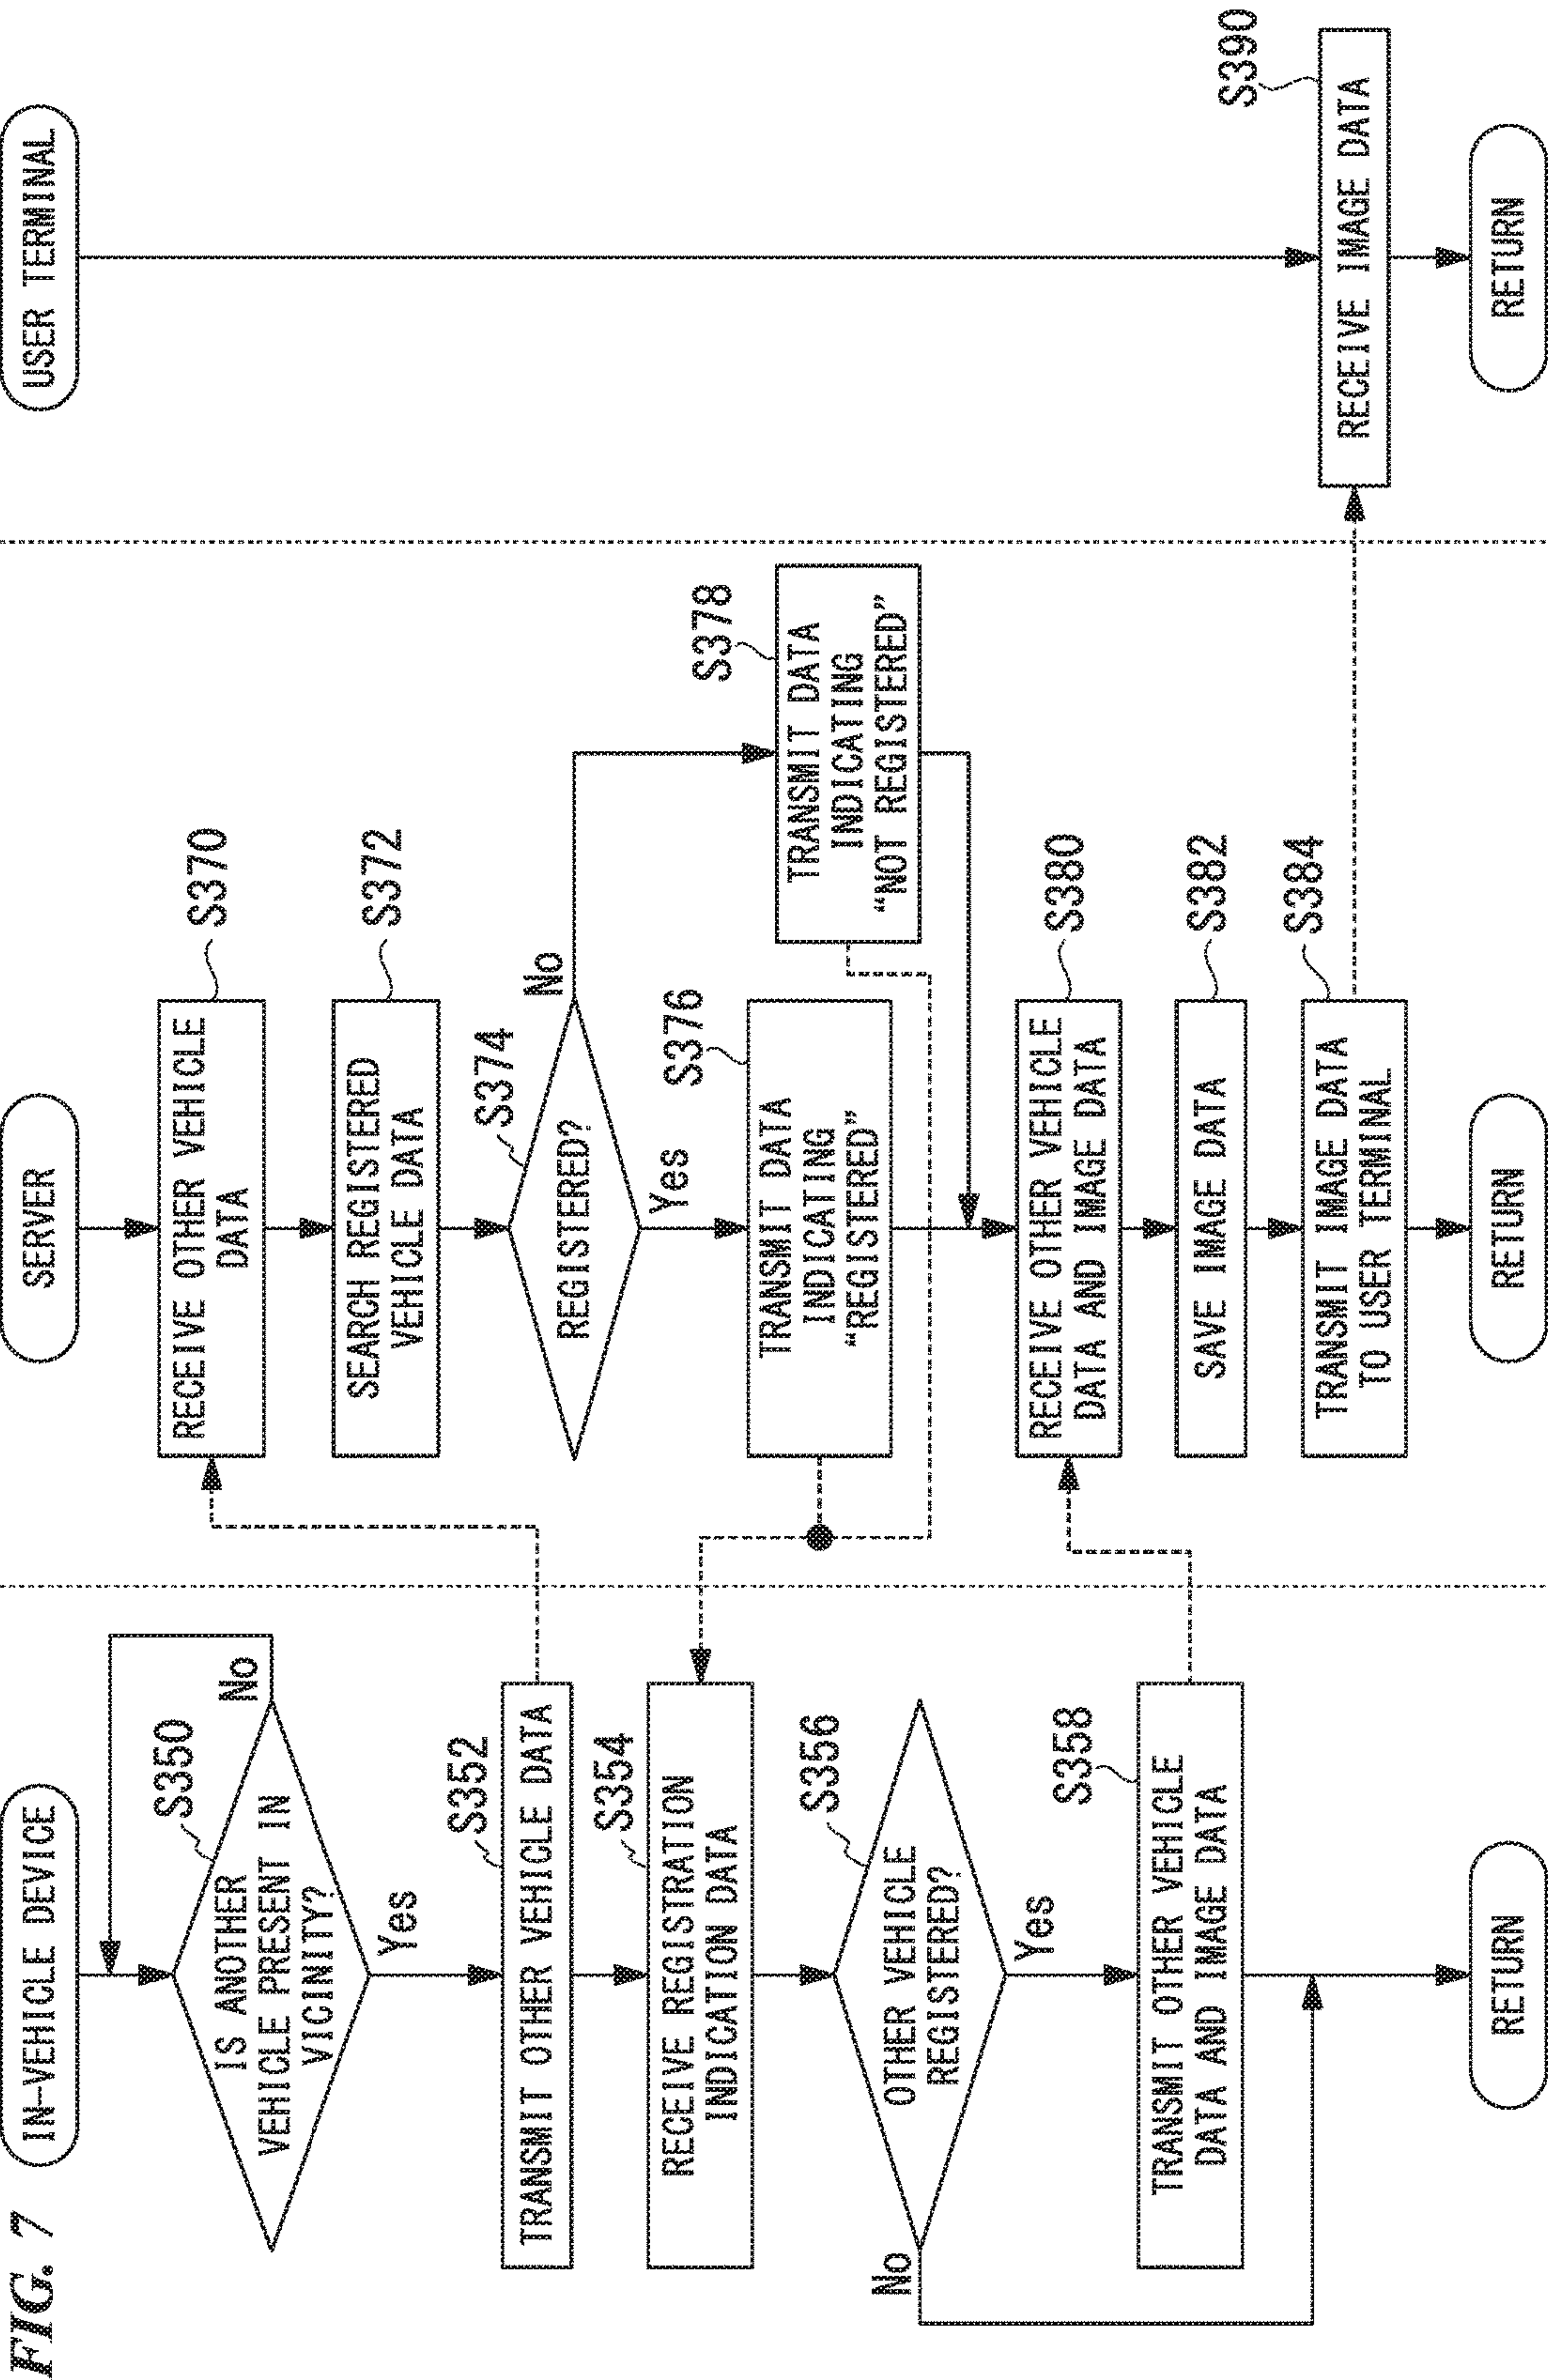 FIG. 7
IN-VEHICLE DEVICE
S350
IS ANOTHER
VEHICLE PRESENT IN
VICINITY?
No
Yes
S352
TRANSMIT OTHER VEHICLE DATA
S354
RECEIVE REGISTRATION
INDICATION DATA
S356
OTHER VEHICLE
REGISTERED?
No
Yes
S358
TRANSMIT OTHER VEHICLE
DATA AND IMAGE DATA
RETURN
SERVER
S370
RECEIVE OTHER VEHICLE
DATA
S372
SEARCH REGISTERED
VEHICLE DATA
S374
REGISTERED?
No
Yes
S376
TRANSMIT DATA
INDICATING
“REGISTERED”
S378
TRANSMIT DATA
INDICATING
“NOT REGISTERED”
S380
RECEIVE OTHER VEHICLE
DATA AND IMAGE DATA
S382
SAVE IMAGE DATA
S384
TRANSMIT IMAGE DATA
TO USER TERMINAL
RETURN
USER TERMINAL
S390
RECEIVE IMAGE DATA
RETURN